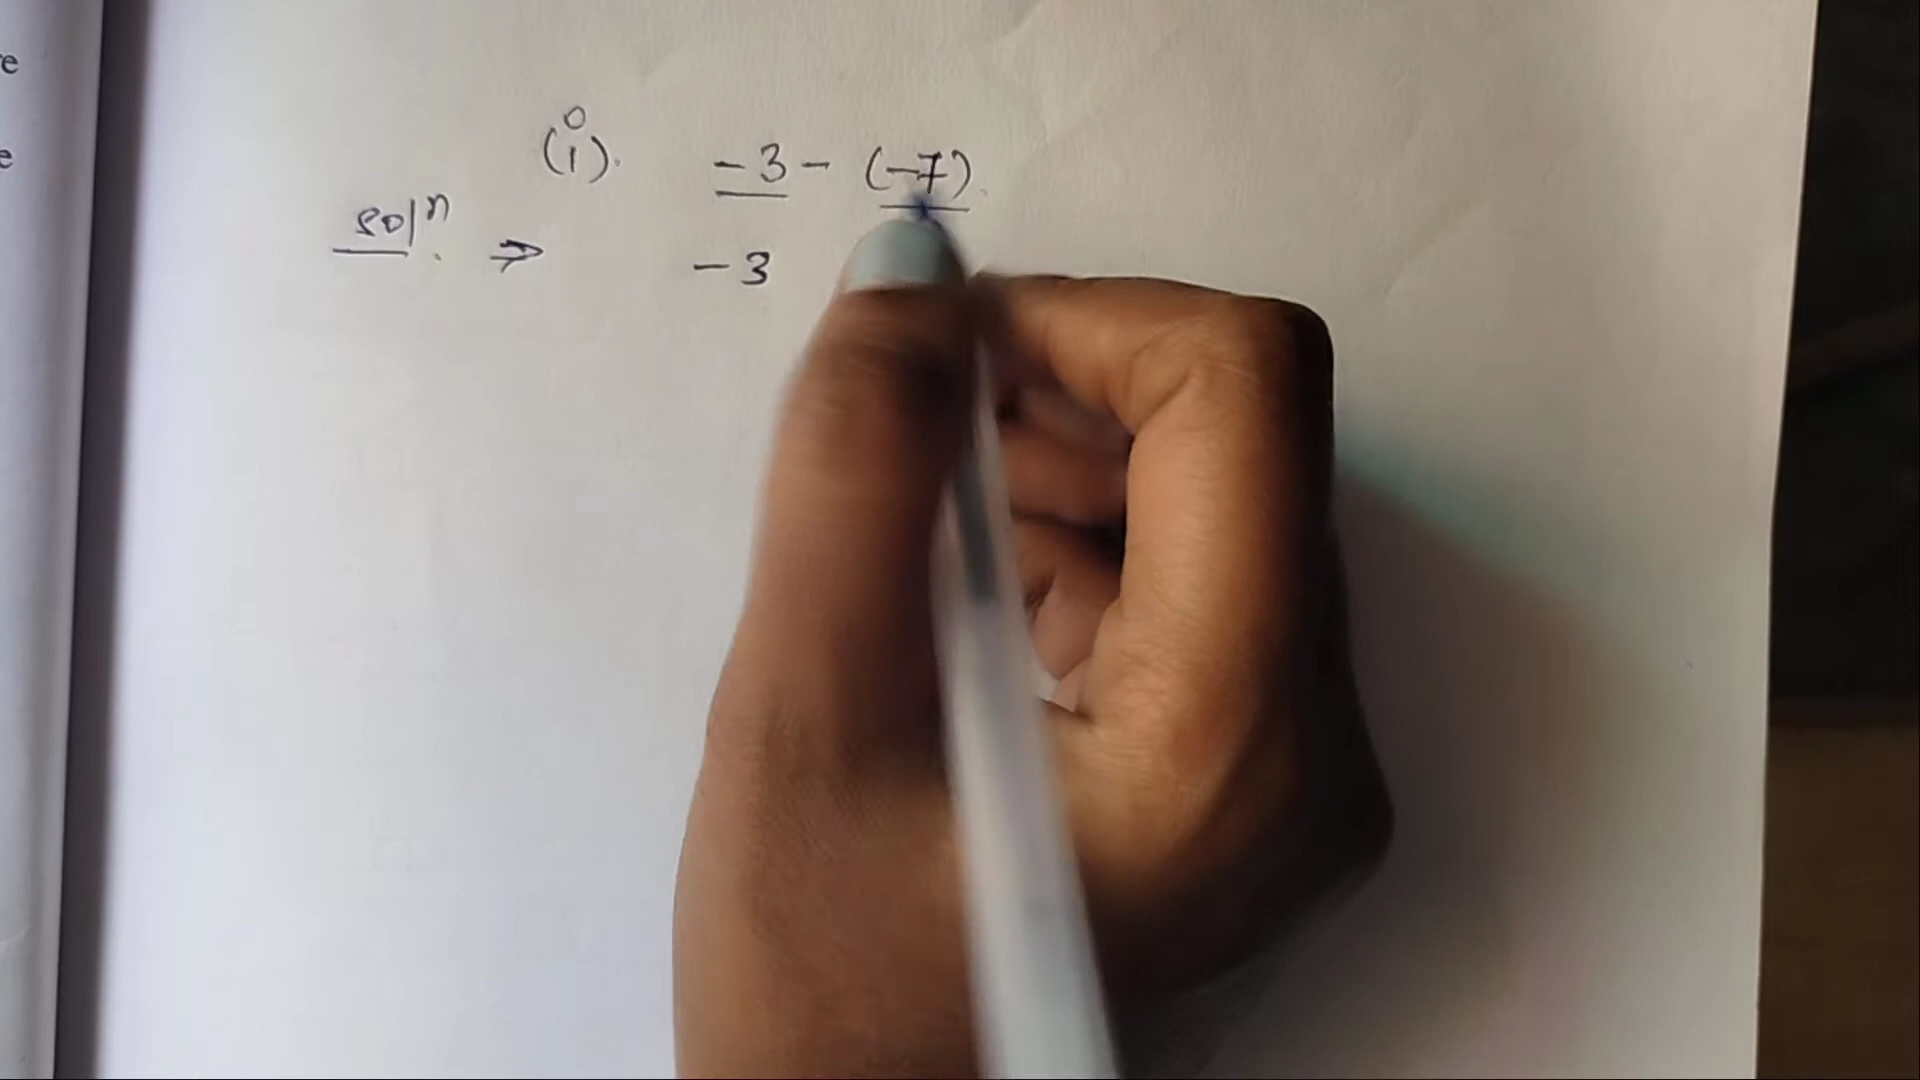 (i). -3 - (-7).
solⁿ. ⇒ -3